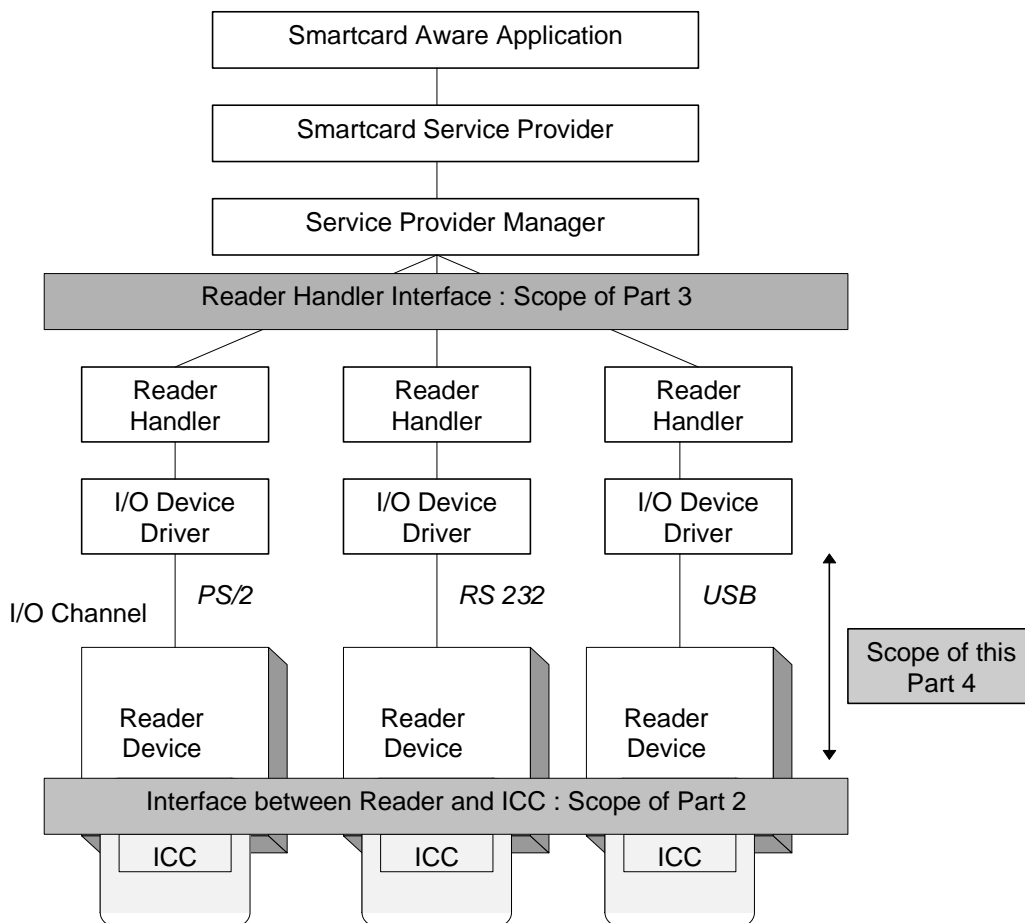 Smartcard Aware Application
Smartcard Service Provider
Service Provider Manager
Reader Handler Interface : Scope of Part 3
Reader
Handler
Reader
Handler
Reader
Handler
I/O Device
Driver
I/O Device
Driver
I/O Device
Driver
I/O Channel
PS/2
RS 232
USB
Scope of this
Part 4
Reader
Device
Reader
Device
Reader
Device
Interface between Reader and ICC : Scope of Part 2
ICC
ICC
ICC